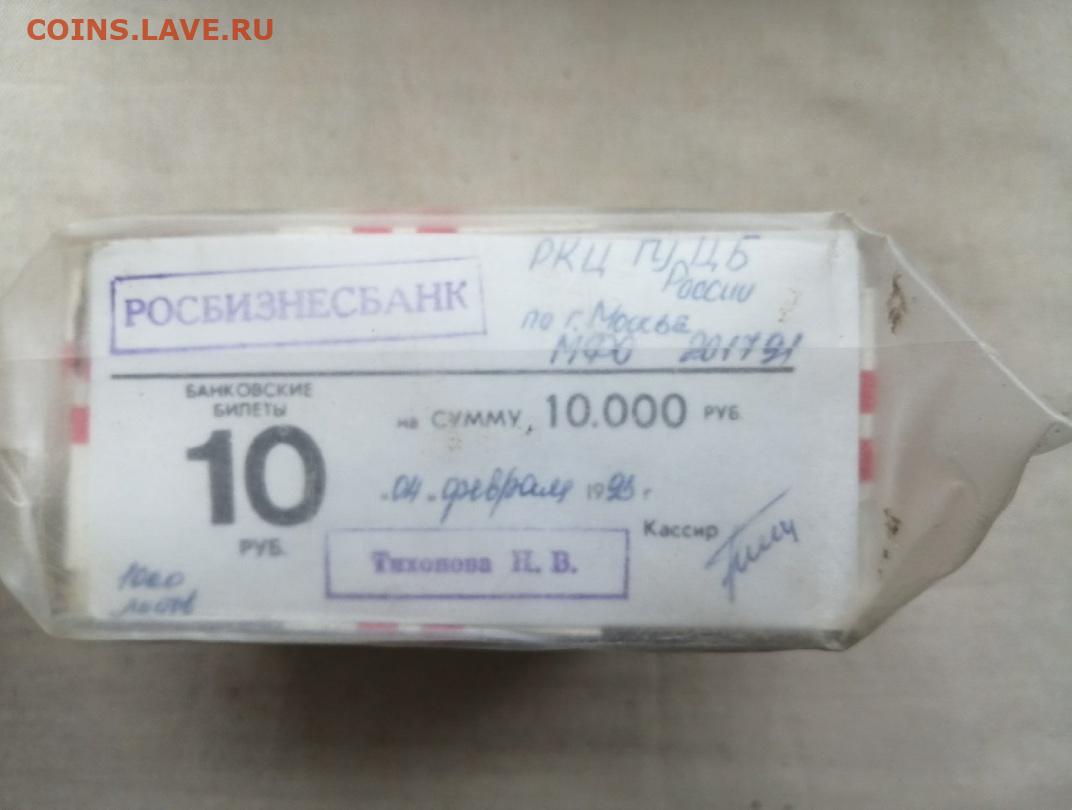 COINS.LAVE.RU
РОСБИЗНЕСБАНК
РКЦ ГУ ЦБ
России
по г. Москве
МФО 201791
БАНКОВСКИЕ
БИЛЕТЫ
10
РУБ.
на СУММУ 10.000 РУБ.
"04" февраля 1993 г
Кассир
Тихонова Н. В.
1000
листов